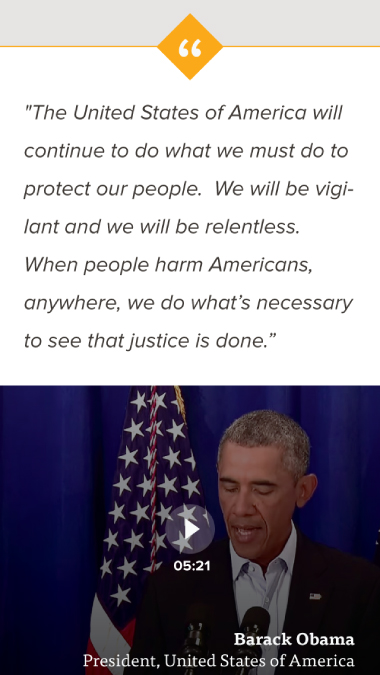 "The United States of America will
continue to do what we must do to
protect our people.  We will be vigi-
lant and we will be relentless.
When people harm Americans,
anywhere, we do what’s necessary
to see that justice is done.”
05:21
Barack Obama
President, United States of America